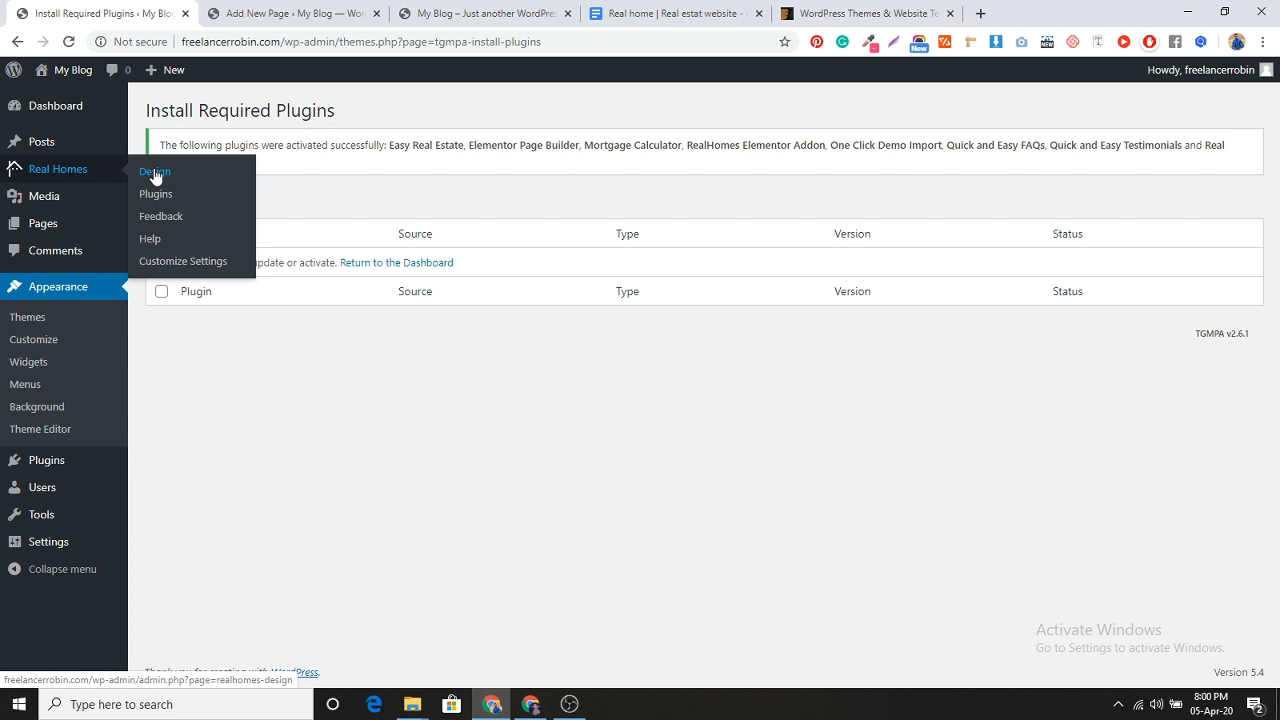 Install Required Plugins ‹ My Blo
Add New Page ‹ My Blog — Wor
My Blog – Just another WordPre
Real home | Real estat website -
WordPress Themes & Website Te
Not secure | freelancerrobin.com/wp-admin/themes.php?page=tgmpa-install-plugins
New
NEW
My Blog
0
New
Howdy, freelancerrobin
Dashboard
Posts
Real Homes
Media
Pages
Comments
Appearance
Themes
Customize
Widgets
Menus
Background
Theme Editor
Plugins
Users
Tools
Settings
Collapse menu
Design
Plugins
Feedback
Help
Customize Settings
Install Required Plugins
The following plugins were activated successfully: Easy Real Estate, Elementor Page Builder, Mortgage Calculator, RealHomes Elementor Addon, One Click Demo Import, Quick and Easy FAQs, Quick and Easy Testimonials and Real
Source Type Version Status
update or activate. Return to the Dashboard
Plugin Source Type Version Status
TGMPA v2.6.1
Activate Windows
Go to Settings to activate Windows.
Version 5.4
freelancerrobin.com/wp-admin/admin.php?page=realhomes-design
Type here to search
8:00 PM
05-Apr-20
2